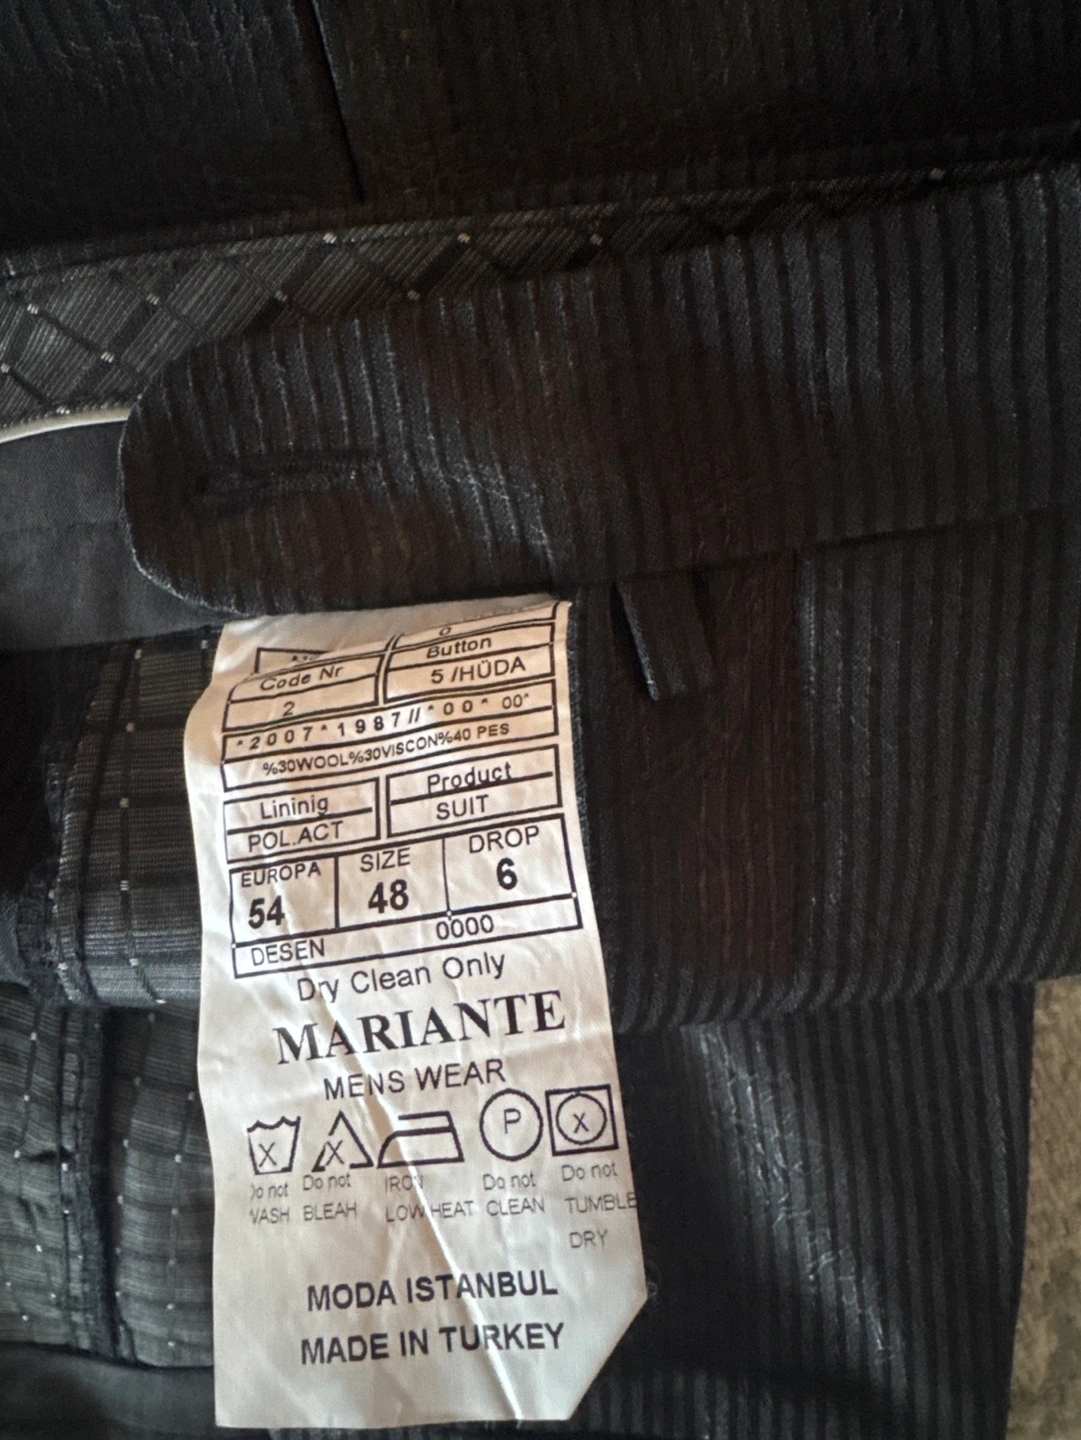 0
Code Nr Button
2 5 /HÜDA
*2007*1987//*00*00*
%30WOOL%30VISCON%40 PES
Lininig Product
POL.ACT SUIT
EUROPA SIZE DROP
54 48 6
DESEN 0000
Dry Clean Only
MARIANTE
MENS WEAR
X X P X
Do not Do not IRON Do not Do not
WASH BLEAH LOW HEAT CLEAN TUMBLE
DRY
MODA ISTANBUL
MADE IN TURKEY